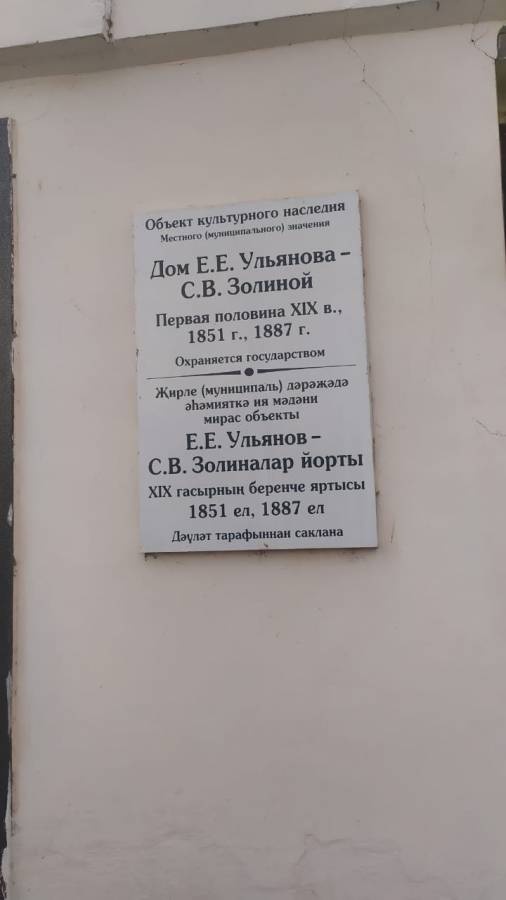 Объект культурного наследия
Местного (муниципального) значения
Дом Е.Е. Ульянова –
С.В. Золиной
Первая половина XIX в.,
1851 г., 1887 г.
Охраняется государством
Җирле (муниципаль) дәрәҗәдә
әһәмияткә ия мәдәни
мирас объекты
Е.Е. Ульянов –
С.В. Золиналар йорты
XIX гасырның беренче яртысы
1851 ел, 1887 ел
Дәүләт тарафыннан саклана